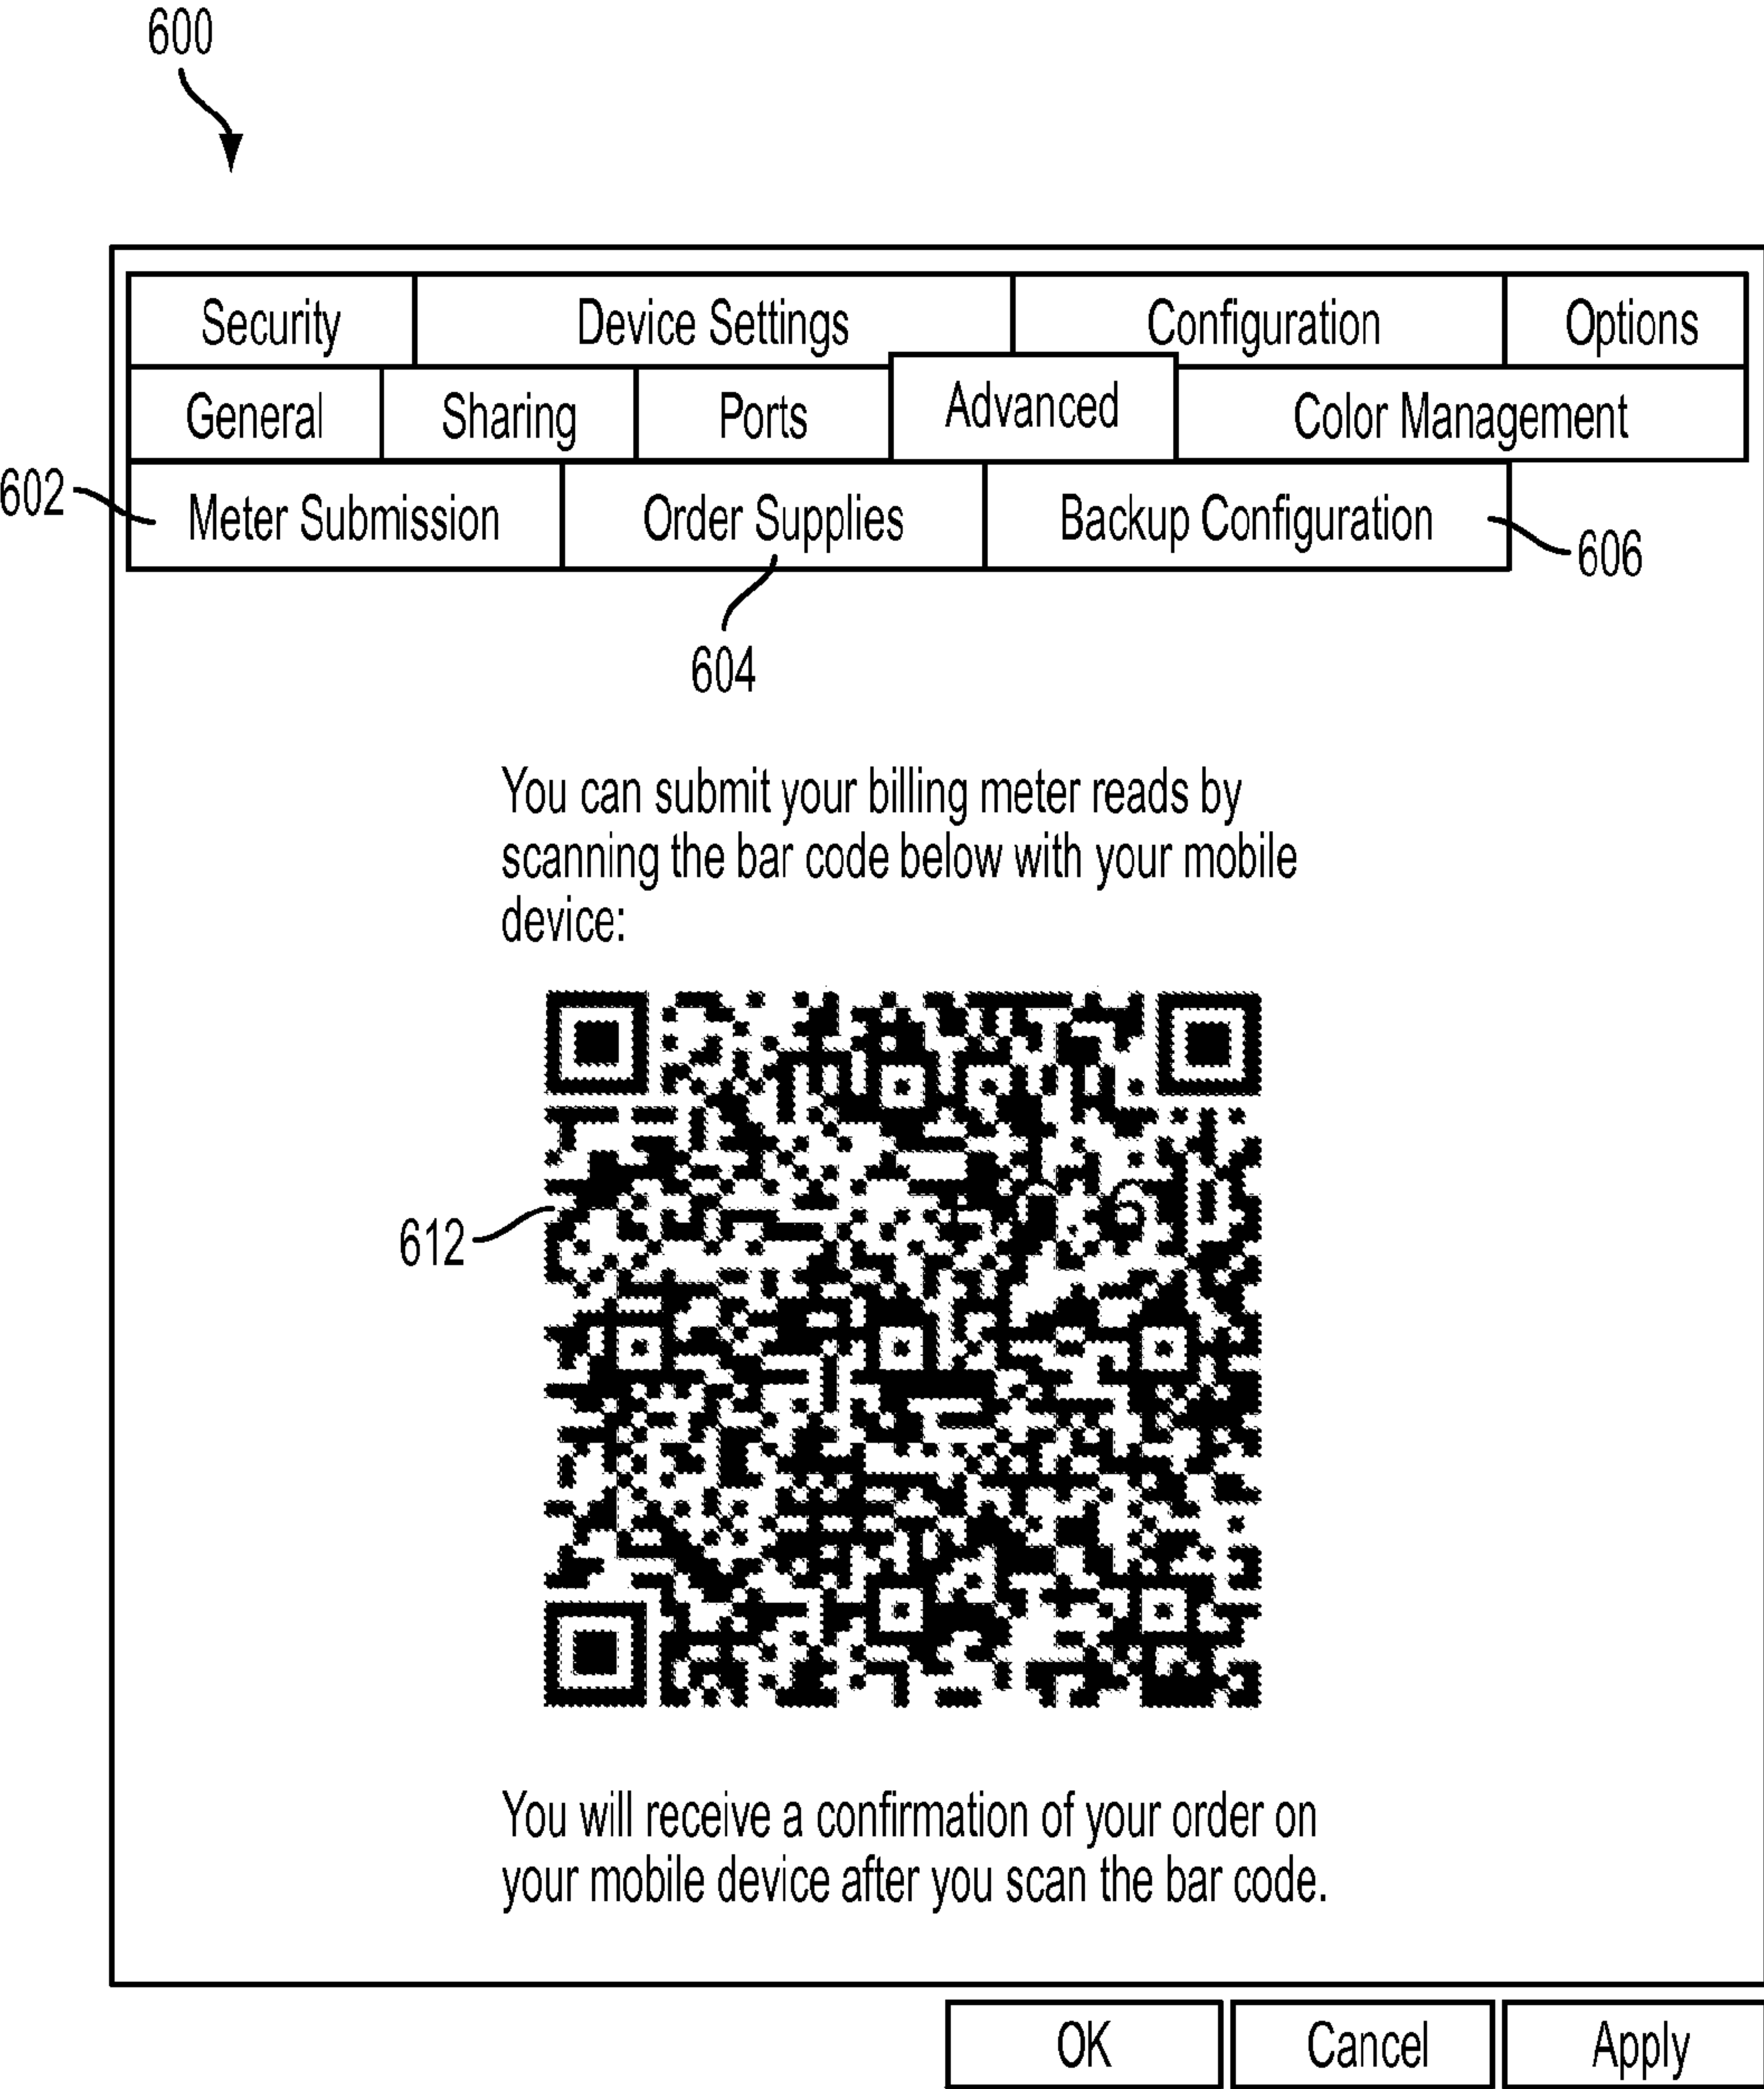 600
Security Device Settings Configuration Options
General Sharing Ports Advanced Color Management
602 Meter Submission Order Supplies Backup Configuration 606
604
You can submit your billing meter reads by
scanning the bar code below with your mobile
device:
612
You will receive a confirmation of your order on
your mobile device after you scan the bar code.
OK Cancel Apply